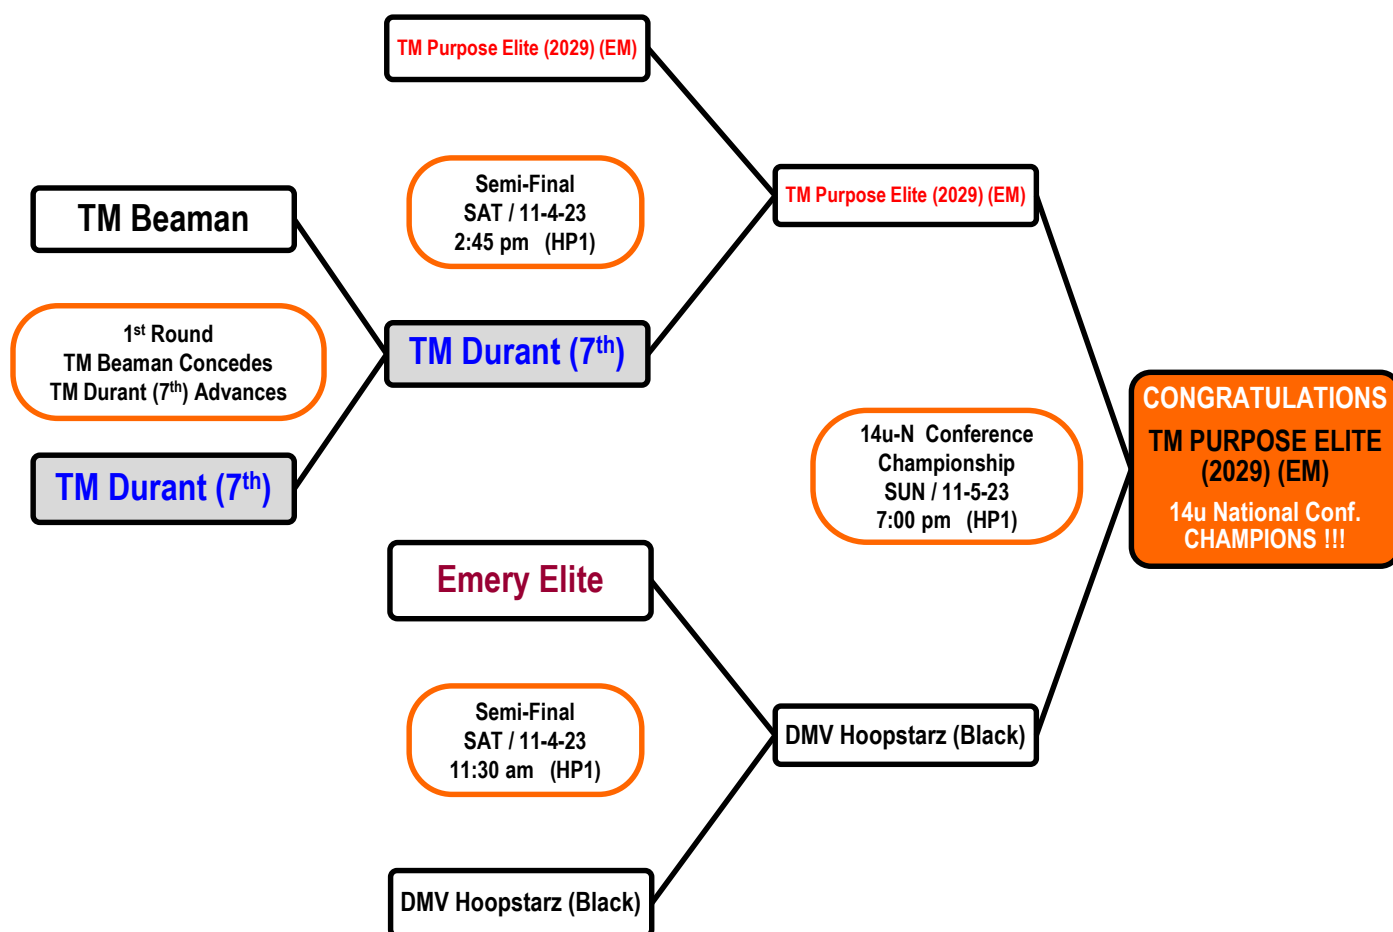 TM Purpose Elite (2029) (EM)
Semi-Final
SAT / 11-4-23
2:45 pm (HP1)
TM Purpose Elite (2029) (EM)
TM Beaman
1st Round
TM Beaman Concedes
TM Durant (7th) Advances
TM Durant (7th)
TM Durant (7th)
CONGRATULATIONS
TM PURPOSE ELITE
(2029) (EM)
14u National Conf.
CHAMPIONS !!!
14u-N Conference
Championship
SUN / 11-5-23
7:00 pm (HP1)
Emery Elite
Semi-Final
SAT / 11-4-23
11:30 am (HP1)
DMV Hoopstarz (Black)
DMV Hoopstarz (Black)